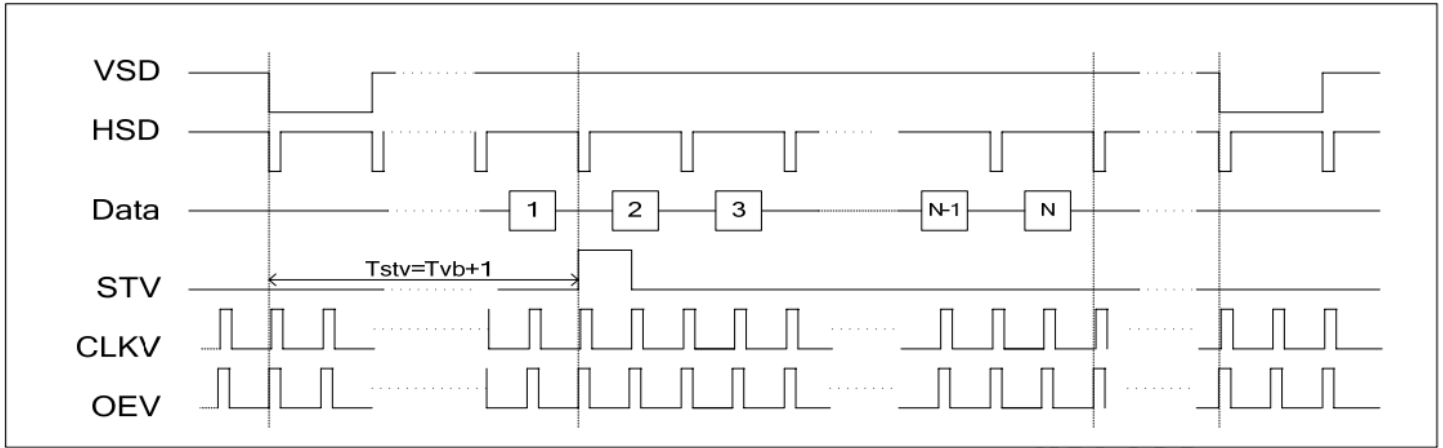 VSD
HSD
Data 1 2 3 N-1 N
Tstv=Tvb+1
STV
CLKV
OEV